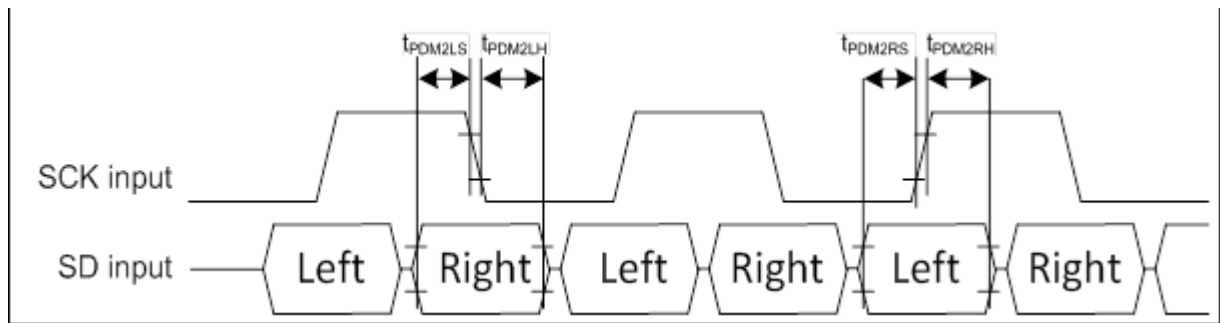 tPDM2LS tPDM2LH tPDM2RS tPDM2RH
SCK input
SD input Left Right Left Right Left Right